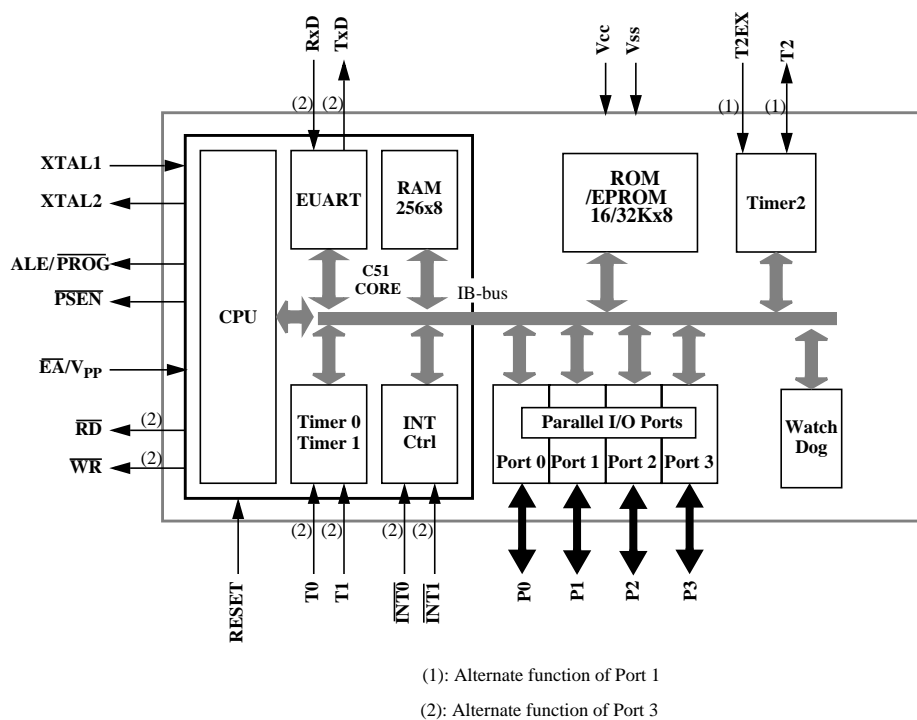 RxD
TxD
Vcc
Vss
T2EX
T2
(2)
(2)
(1)
(1)
XTAL1
XTAL2
ALE/PROG
PSEN
EA/VPP
RD
(2)
WR
(2)
CPU
EUART
RAM
256x8
C51
CORE
IB-bus
ROM
/EPROM
16/32Kx8
Timer2
Timer 0
Timer 1
INT
Ctrl
Parallel I/O Ports
Port 0
Port 1
Port 2
Port 3
Watch
Dog
(2)
(2)
(2)
(2)
RESET
T0
T1
INT0
INT1
P0
P1
P2
P3
(1): Alternate function of Port 1
(2): Alternate function of Port 3